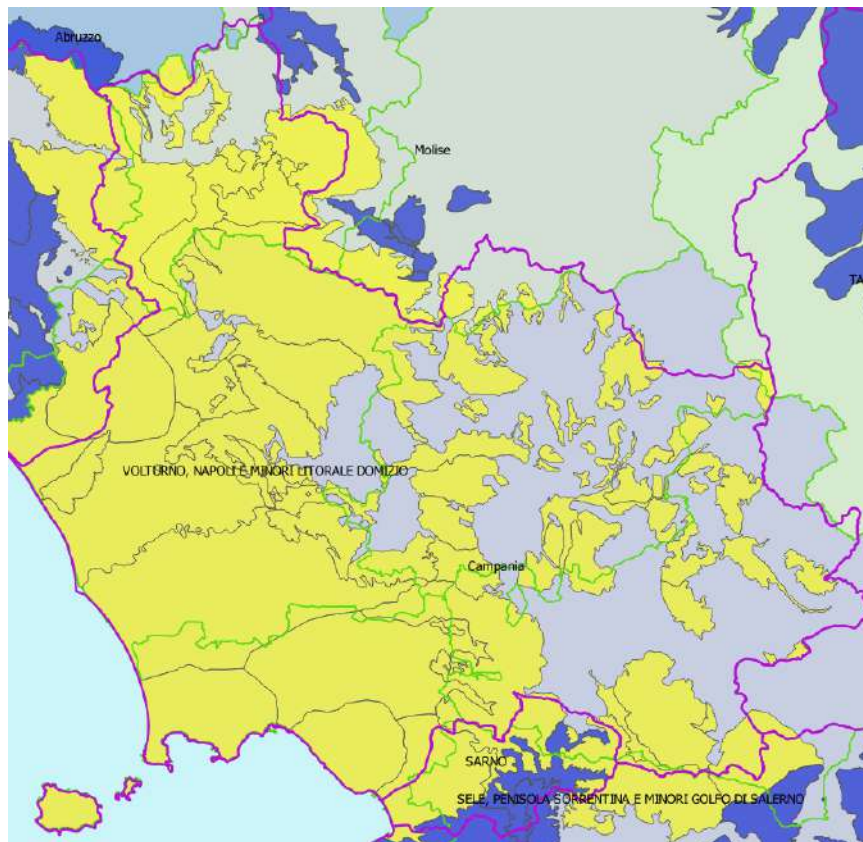 Abruzzo
Molise
TA
VOLTURNO, NAPOLI E MINORI LITORALE DOMIZIO
Campania
SARNO
SELE, PENISOLA SORRENTINA E MINORI GOLFO DI SALERNO